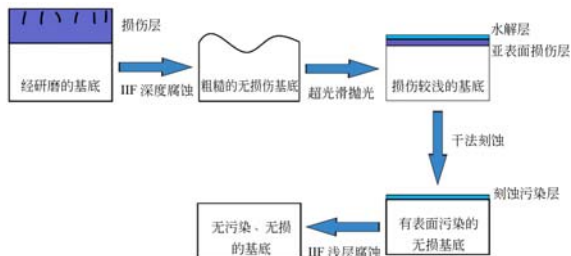 损伤层
经研磨的基底
IIF 深度腐蚀
粗糙的无损伤基底
超光滑抛光
水解层
亚表面损伤层
损伤较浅的基底
干法刻蚀
刻蚀污染层
有表面污染的
无损基底
IIF 浅层腐蚀
无污染、无损
的基底